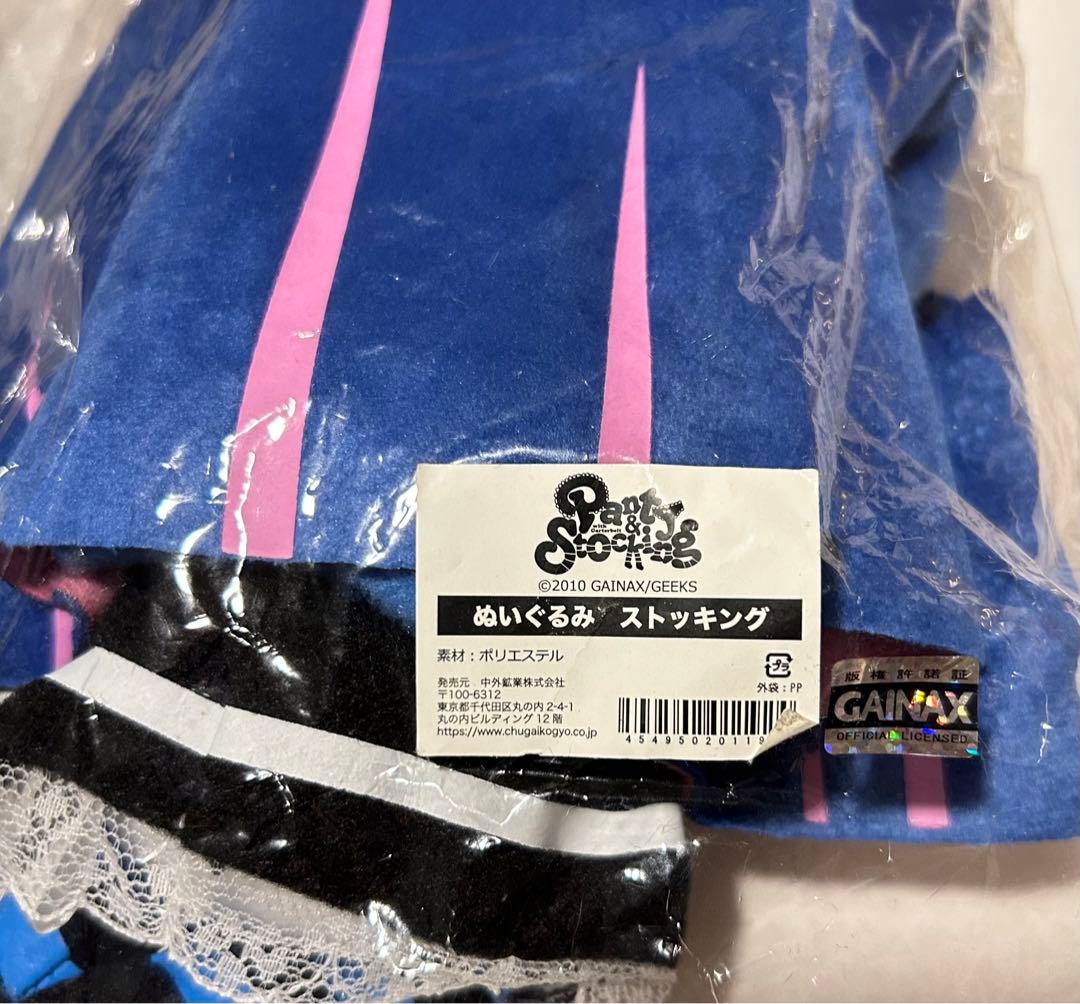 Panty
&
with Garterbelt
Stocking
©2010 GAINAX/GEEKS
ぬいぐるみ ストッキング
素材：ポリエステル
プラ
外袋：PP
発売元 中外鉱業株式会社
〒100-6312
東京都千代田区丸の内2-4-1
丸の内ビルディング12階
https://www.chugaikogyo.co.jp
4549502011
版権許諾証
GAINAX
OFFICIAL LICENSED